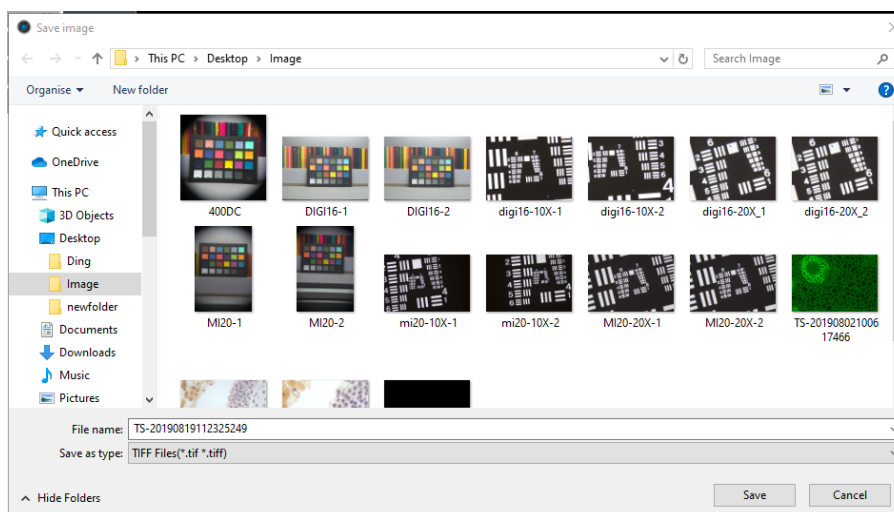 Save image
This PC > Desktop > Image
Search Image
Organise
New folder
Quick access
OneDrive
This PC
3D Objects
Desktop
Ding
Image
newfolder
Documents
Downloads
Music
Pictures
400DC
DIGI16-1
DIGI16-2
digi16-10X-1
digi16-10X-2
digi16-20X_1
digi16-20X_2
MI20-1
MI20-2
mi20-10X-1
mi20-10X-2
MI20-20X-1
MI20-20X-2
TS-201908021006
17466
File name: TS-20190819112325249
Save as type: TIFF Files(*.tif *.tiff)
Hide Folders
Save
Cancel